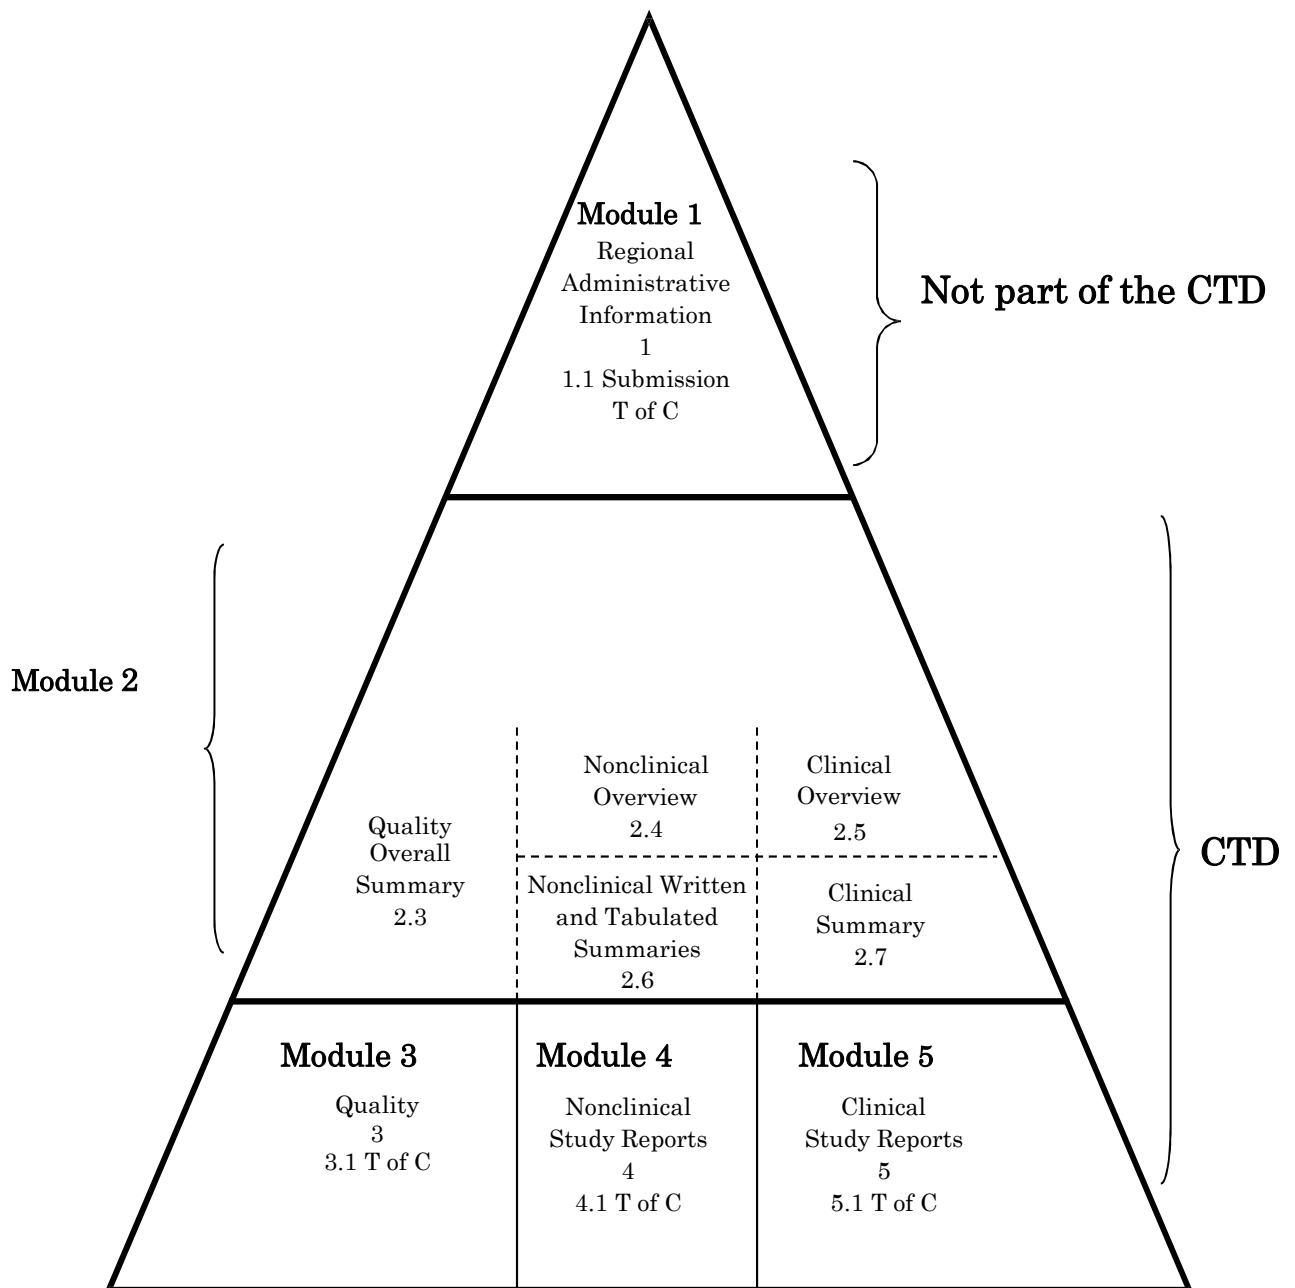 Module 1
Regional
Administrative
Information
1
1.1 Submission
T of C
Not part of the CTD
Module 2
Quality
Overall
Summary
2.3
Nonclinical
Overview
2.4
Clinical
Overview
2.5
Nonclinical Written
and Tabulated
Summaries
2.6
Clinical
Summary
2.7
CTD
Module 3
Quality
3
3.1 T of C
Module 4
Nonclinical
Study Reports
4
4.1 T of C
Module 5
Clinical
Study Reports
5
5.1 T of C